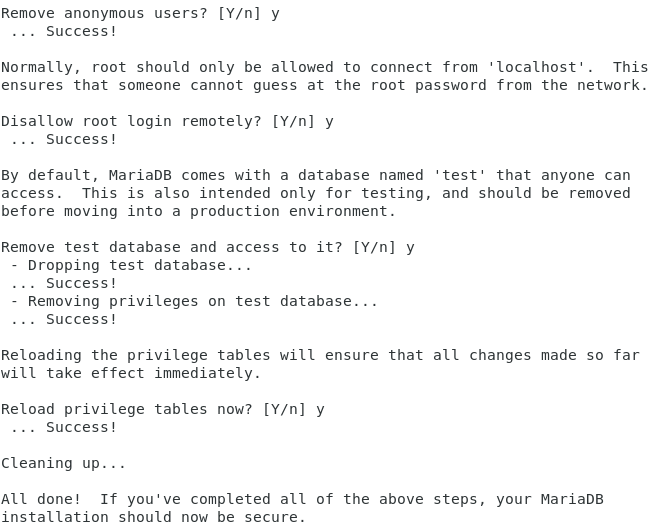 Remove anonymous users? [Y/n] y
 ... Success!

Normally, root should only be allowed to connect from 'localhost'.  This
ensures that someone cannot guess at the root password from the network.

Disallow root login remotely? [Y/n] y
 ... Success!

By default, MariaDB comes with a database named 'test' that anyone can
access.  This is also intended only for testing, and should be removed
before moving into a production environment.

Remove test database and access to it? [Y/n] y
 - Dropping test database...
 ... Success!
 - Removing privileges on test database...
 ... Success!

Reloading the privilege tables will ensure that all changes made so far
will take effect immediately.

Reload privilege tables now? [Y/n] y
 ... Success!

Cleaning up...

All done!  If you've completed all of the above steps, your MariaDB
installation should now be secure.